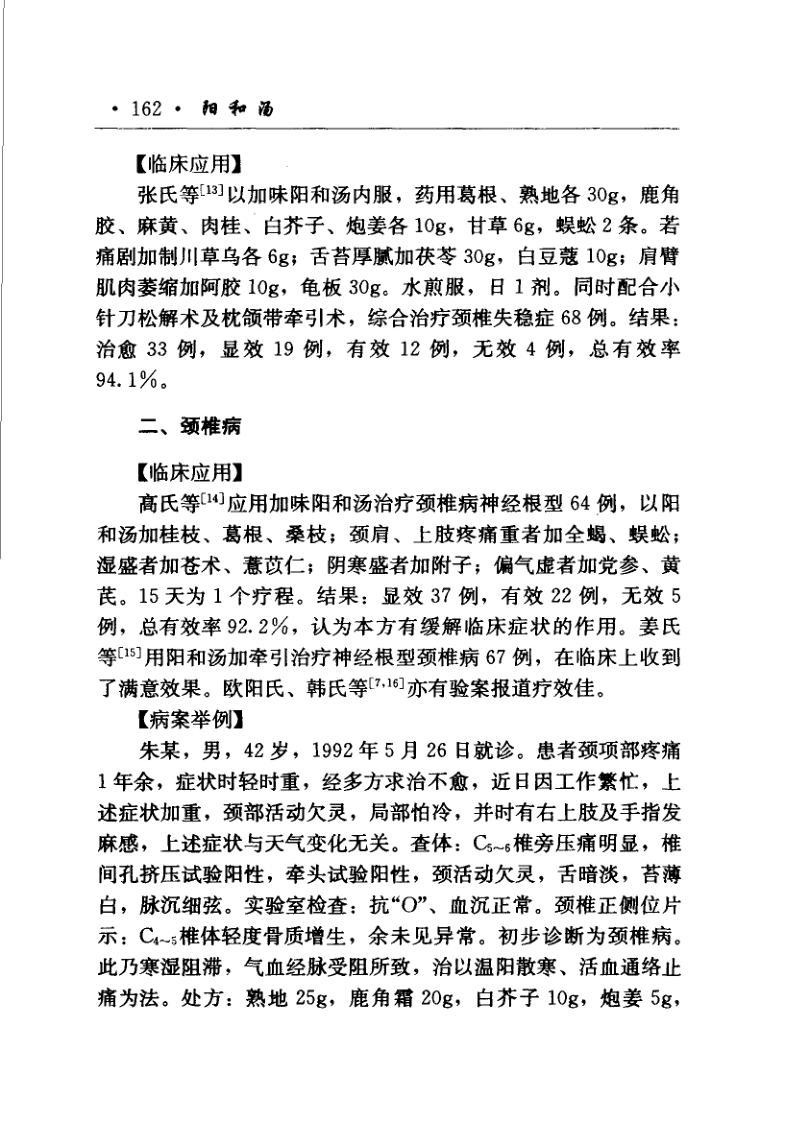 · 162 · 阳和汤
【临床应用】
张氏等[13]以加味阳和汤内服，药用葛根、熟地各 30g，鹿角
胶、麻黄、肉桂、白芥子、炮姜各 10g，甘草 6g，蜈蚣 2 条。若
痛剧加制川草乌各 6g；舌苔厚腻加茯苓 30g，白豆蔻 10g；肩臂
肌肉萎缩加阿胶 10g，龟板 30g。水煎服，日 1 剂。同时配合小
针刀松解术及枕颌带牵引术，综合治疗颈椎失稳症 68 例。结果：
治愈 33 例，显效 19 例，有效 12 例，无效 4 例，总有效率
94.1%。
二、颈椎病
【临床应用】
高氏等[14]应用加味阳和汤治疗颈椎病神经根型 64 例，以阳
和汤加桂枝、葛根、桑枝；颈肩、上肢疼痛重者加全蝎、蜈蚣；
湿盛者加苍术、薏苡仁；阴寒盛者加附子；偏气虚者加党参、黄
芪。15 天为 1 个疗程。结果：显效 37 例，有效 22 例，无效 5
例，总有效率 92.2%，认为本方有缓解临床症状的作用。姜氏
等[15]用阳和汤加牵引治疗神经根型颈椎病 67 例，在临床上收到
了满意效果。欧阳氏、韩氏等[7,16]亦有验案报道疗效佳。
【病案举例】
朱某，男，42 岁，1992 年 5 月 26 日就诊。患者颈项部疼痛
1 年余，症状时轻时重，经多方求治不愈，近日因工作繁忙，上
述症状加重，颈部活动欠灵，局部怕冷，并时有右上肢及手指发
麻感，上述症状与天气变化无关。查体：C5~6椎旁压痛明显，椎
间孔挤压试验阳性，牵头试验阳性，颈活动欠灵，舌暗淡，苔薄
白，脉沉细弦。实验室检查：抗“O”、血沉正常。颈椎正侧位片
示：C4~5椎体轻度骨质增生，余未见异常。初步诊断为颈椎病。
此乃寒湿阻滞，气血经脉受阻所致，治以温阳散寒、活血通络止
痛为法。处方：熟地 25g，鹿角霜 20g，白芥子 10g，炮姜 5g，